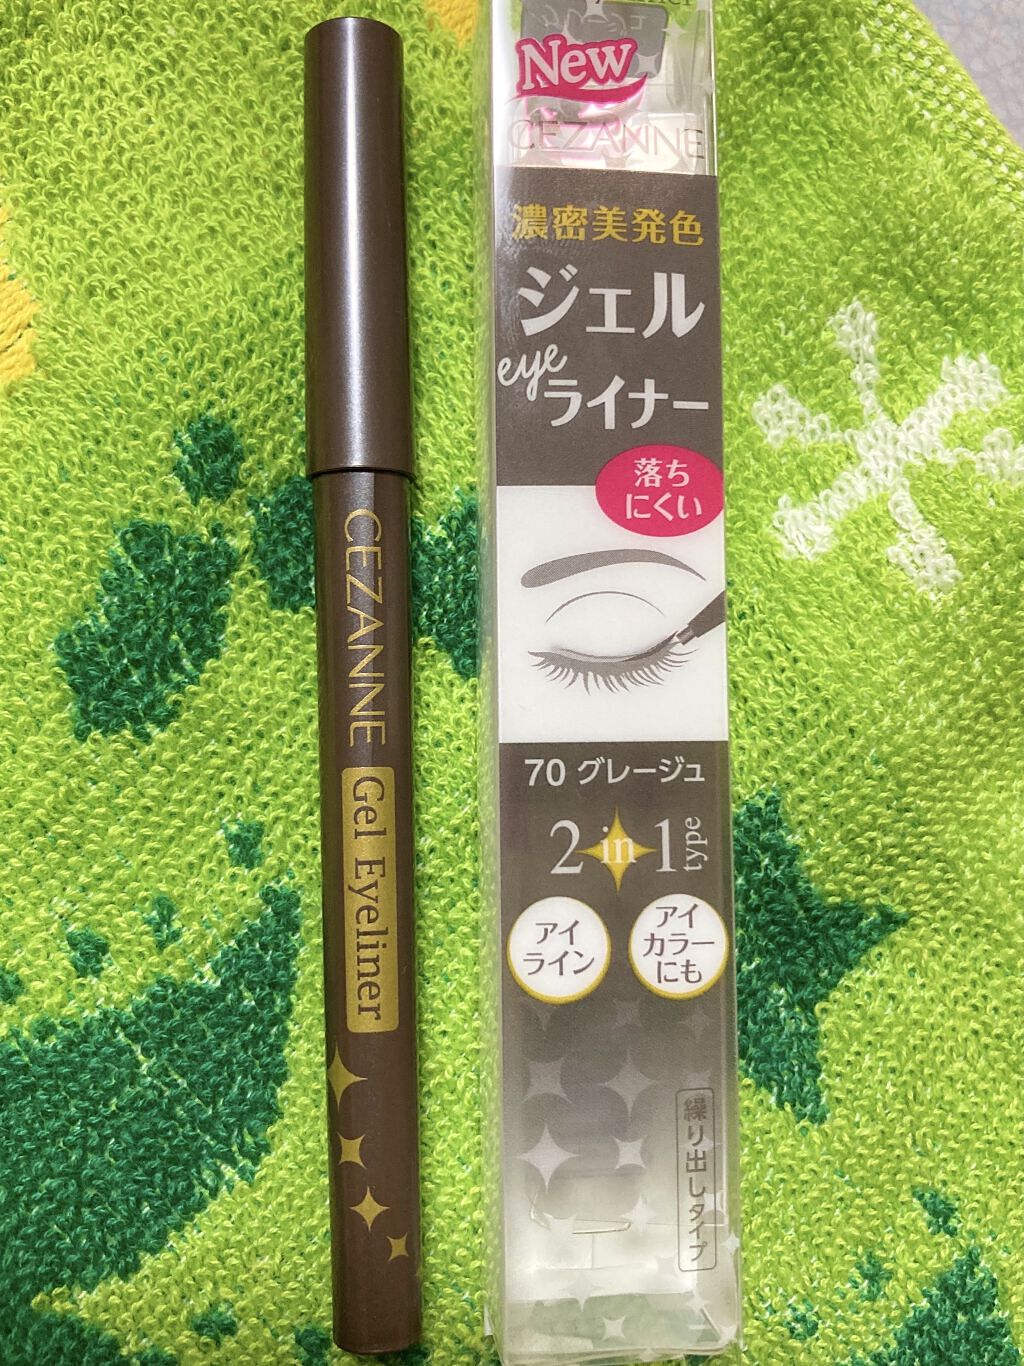 CEZANNE
Gel Eyeliner
New
CEZANNE
濃密美発色
ジェル
eye
ライナー
落ち
にくい
70 グレージュ
2 in 1 type
アイ
ライン
アイ
カラー
にも
繰り出しタイプ